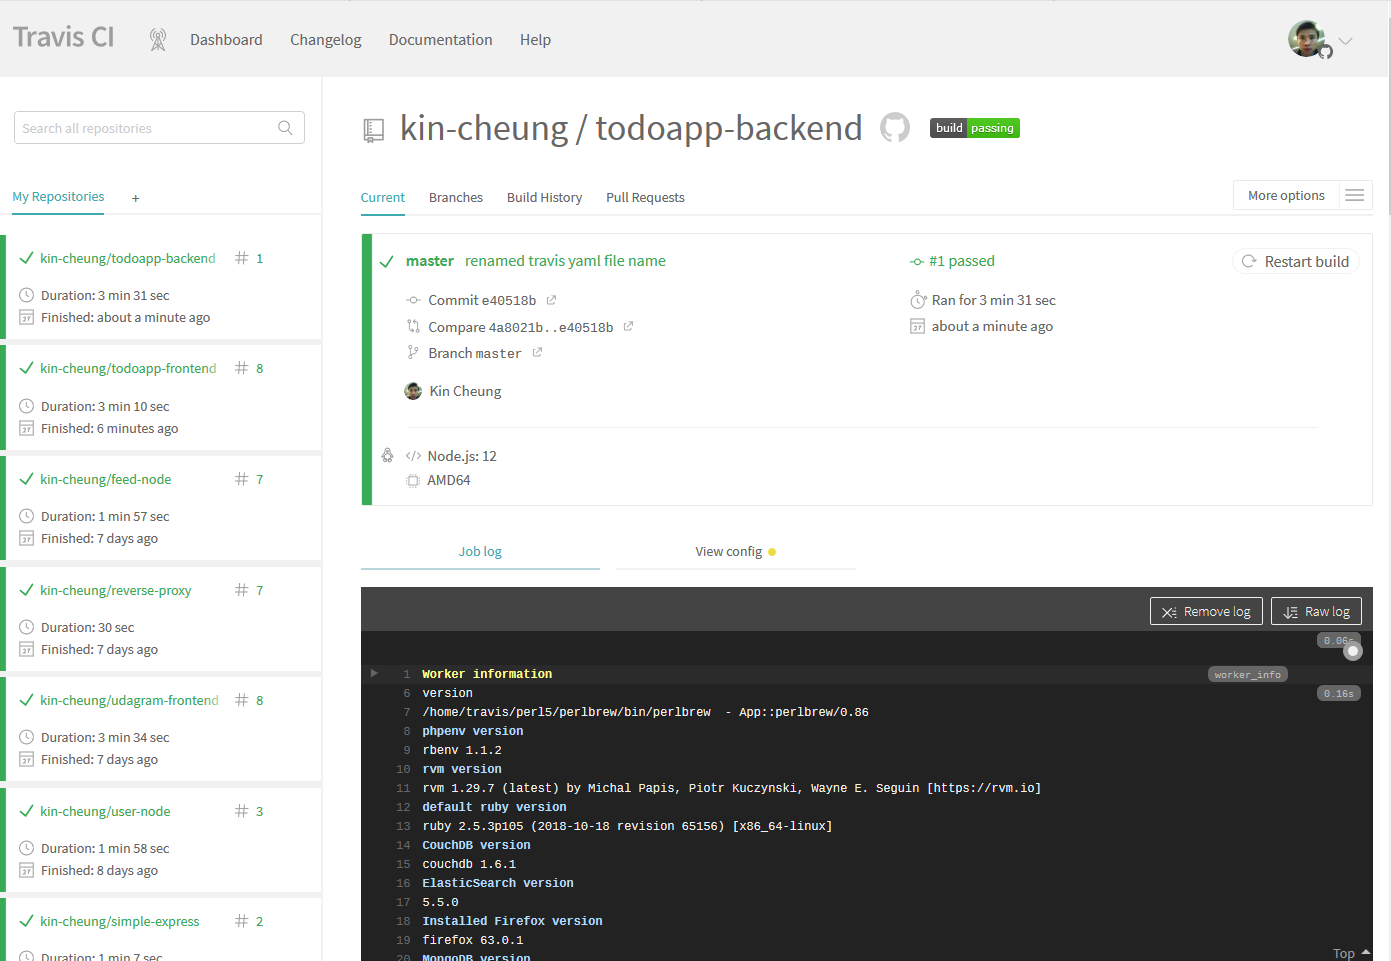 Travis CI
Dashboard
Changelog
Documentation
Help
Search all repositories
My Repositories
+
kin-cheung/todoapp-backend
# 1
Duration: 3 min 31 sec
Finished: about a minute ago
kin-cheung/todoapp-frontend
# 8
Duration: 3 min 10 sec
Finished: 6 minutes ago
kin-cheung/feed-node
# 7
Duration: 1 min 57 sec
Finished: 7 days ago
kin-cheung/reverse-proxy
# 7
Duration: 30 sec
Finished: 7 days ago
kin-cheung/udagram-frontend
# 8
Duration: 3 min 34 sec
Finished: 7 days ago
kin-cheung/user-node
# 3
Duration: 1 min 58 sec
Finished: 8 days ago
kin-cheung/simple-express
# 2
Duration: 1 min 7 sec
kin-cheung / todoapp-backend
build passing
Current
Branches
Build History
Pull Requests
More options
master renamed travis yaml file name
#1 passed
Restart build
Commit e40518b
Ran for 3 min 31 sec
Compare 4a8021b..e40518b
about a minute ago
Branch master
Kin Cheung
</> Node.js: 12
AMD64
Job log
View config
Remove log
Raw log
0.06s
1 Worker information
worker_info
6 version
0.16s
7 /home/travis/perl5/perlbrew/bin/perlbrew - App::perlbrew/0.86
8 phpenv version
9 rbenv 1.1.2
10 rvm version
11 rvm 1.29.7 (latest) by Michal Papis, Piotr Kuczynski, Wayne E. Seguin [https://rvm.io]
12 default ruby version
13 ruby 2.5.3p105 (2018-10-18 revision 65156) [x86_64-linux]
14 CouchDB version
15 couchdb 1.6.1
16 ElasticSearch version
17 5.5.0
18 Installed Firefox version
19 firefox 63.0.1
20 MongoDB version
Top